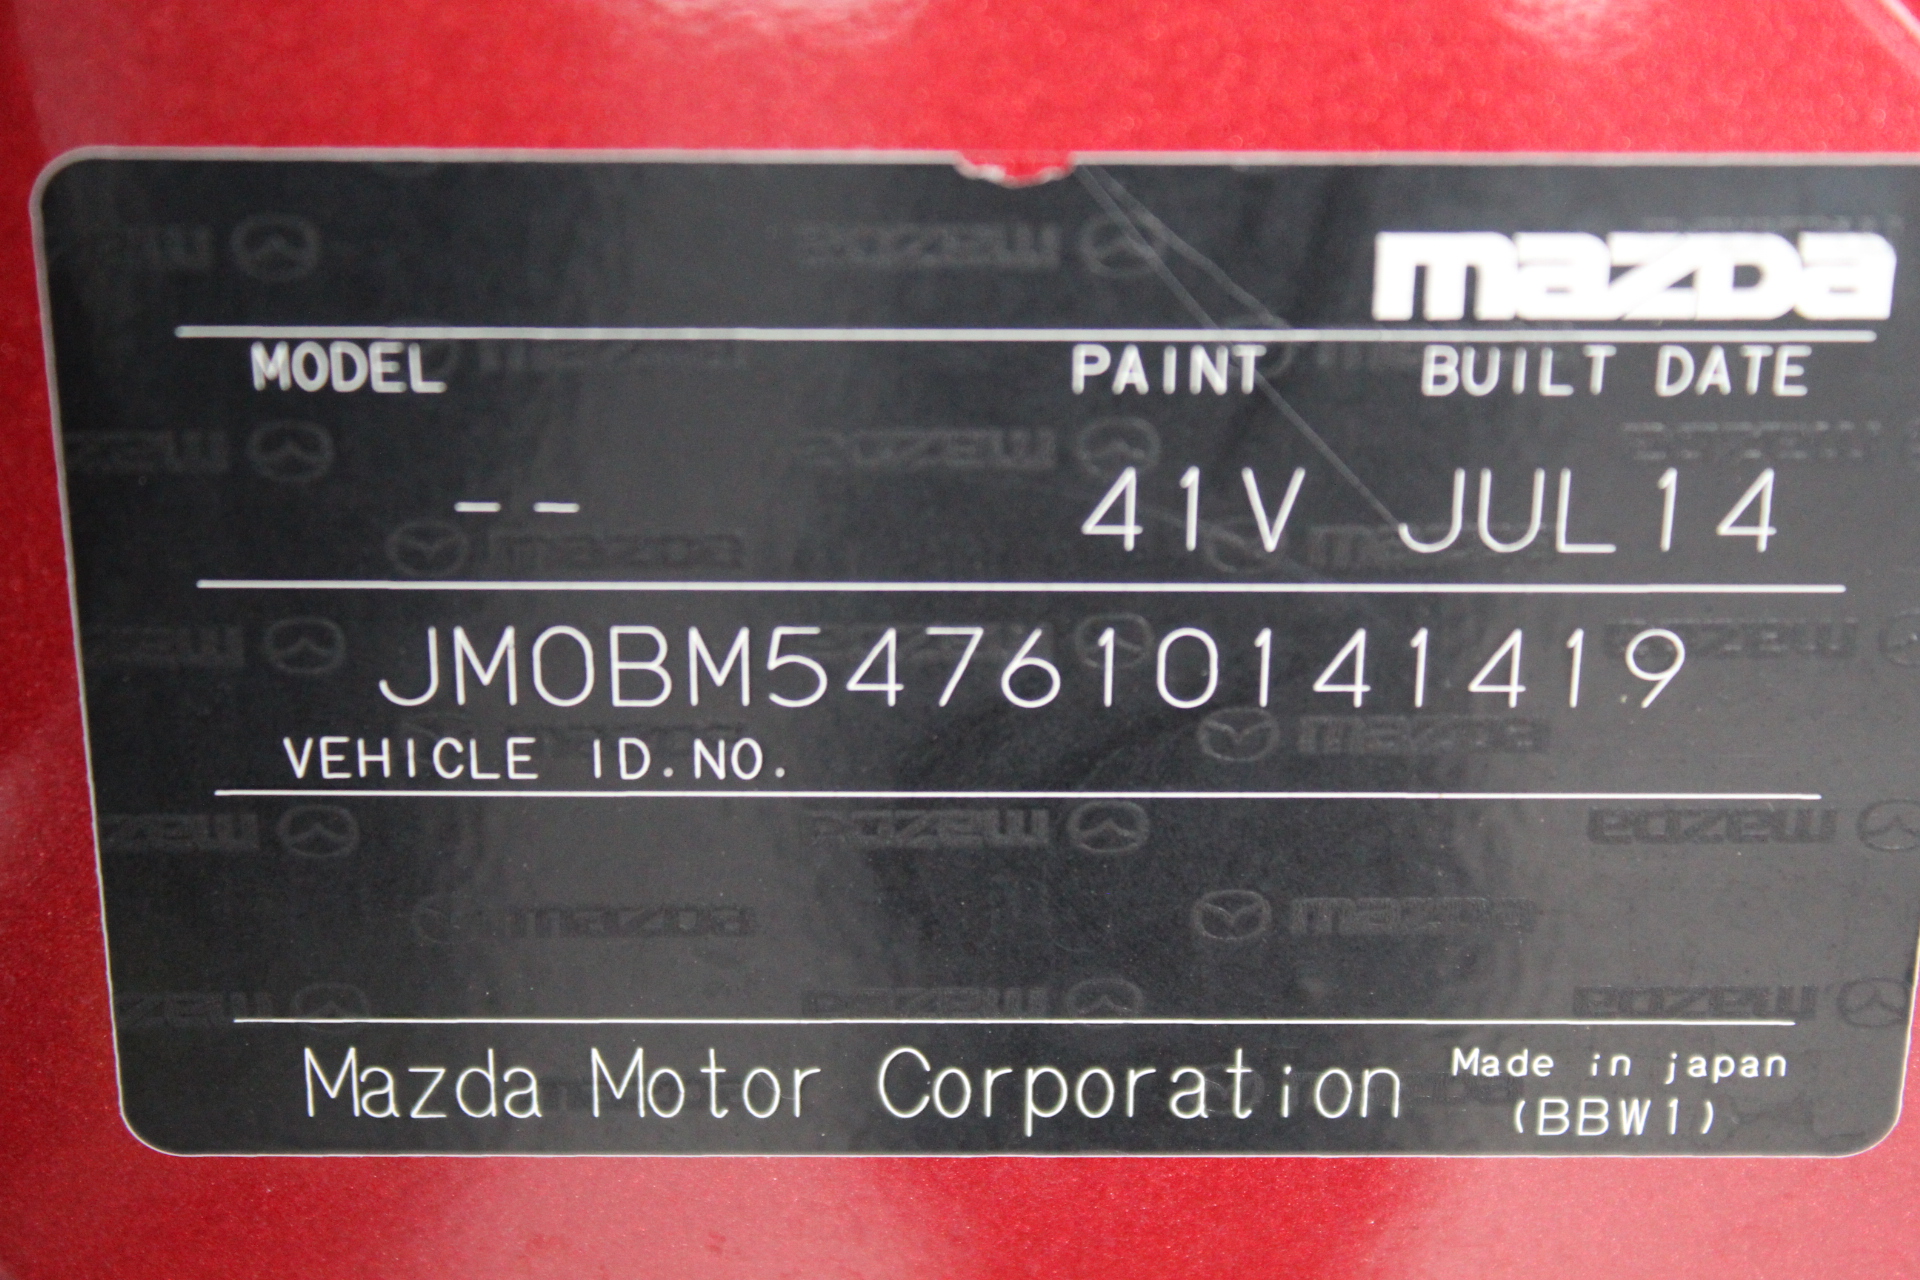 mazda
MODEL PAINT BUILT DATE
-- 41V JUL14
JM0BM547610141419
VEHICLE ID.NO.
Mazda Motor Corporation Made in japan
(BBW1)